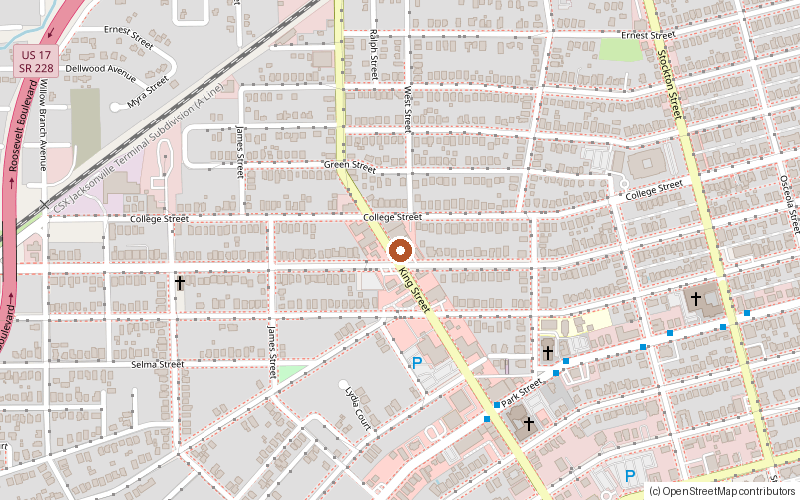 Ernest Street
Ralph Street
Ernest Street
US 17
SR 228
Dellwood Avenue
Stockton Street
Myra Street
Willow Branch Avenue
Roosevelt Boulevard
West Street
CSX Jacksonville Terminal Subdivision (A Line)
James Street
Green Street
College Street
Osceola Street
College Street
College Street
King Street
Boulevard
James Street
Selma Street
Park Street
Lydia Court
P
P
(c) OpenStreetMap contributors